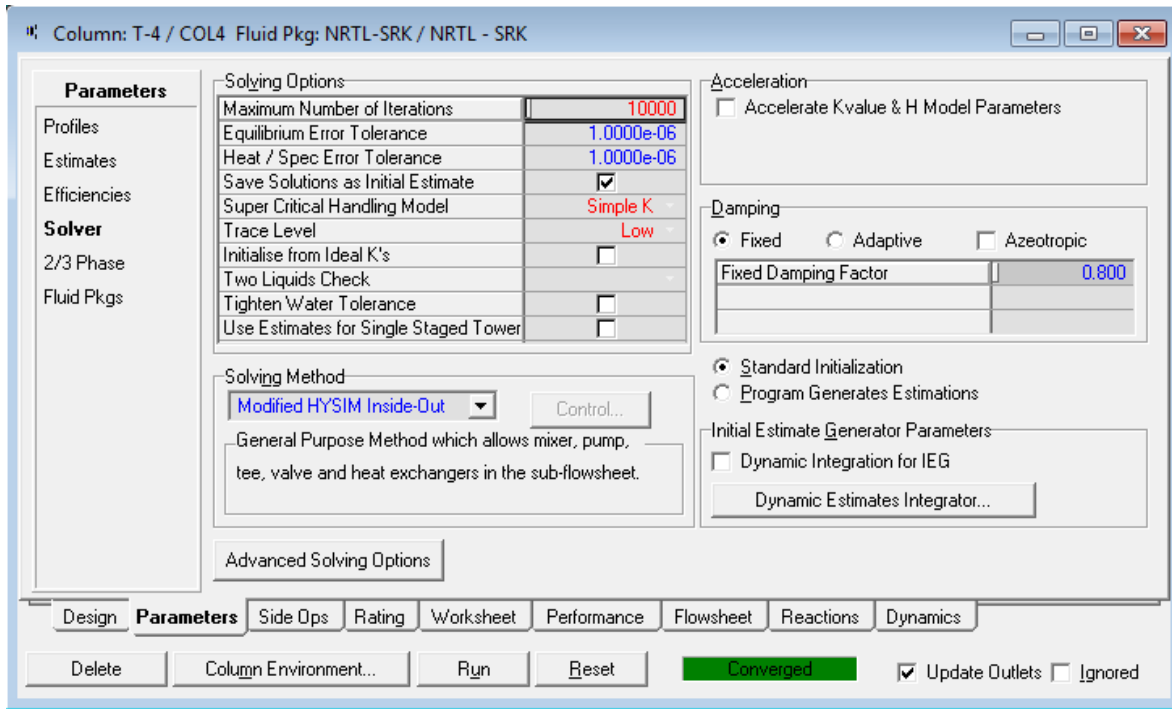 Column: T-4 / COL4 Fluid Pkg: NRTL-SRK / NRTL - SRK
Parameters
Profiles
Estimates
Efficiencies
Solver
2/3 Phase
Fluid Pkgs
Solving Options
Maximum Number of Iterations 10000
Equilibrium Error Tolerance 1.0000e-06
Heat / Spec Error Tolerance 1.0000e-06
Save Solutions as Initial Estimate
Super Critical Handling Model Simple K
Trace Level Low
Initialise from Ideal K's
Two Liquids Check
Tighten Water Tolerance
Use Estimates for Single Staged Tower
Solving Method
Modified HYSIM Inside-Out Control...
General Purpose Method which allows mixer, pump,
tee, valve and heat exchangers in the sub-flowsheet.
Advanced Solving Options
Acceleration
Accelerate Kvalue & H Model Parameters
Damping
Fixed Adaptive Azeotropic
Fixed Damping Factor 0.800
Standard Initialization
Program Generates Estimations
Initial Estimate Generator Parameters
Dynamic Integration for IEG
Dynamic Estimates Integrator...
Design Parameters Side Ops Rating Worksheet Performance Flowsheet Reactions Dynamics
Delete Column Environment... Run Reset Converged Update Outlets Ignored